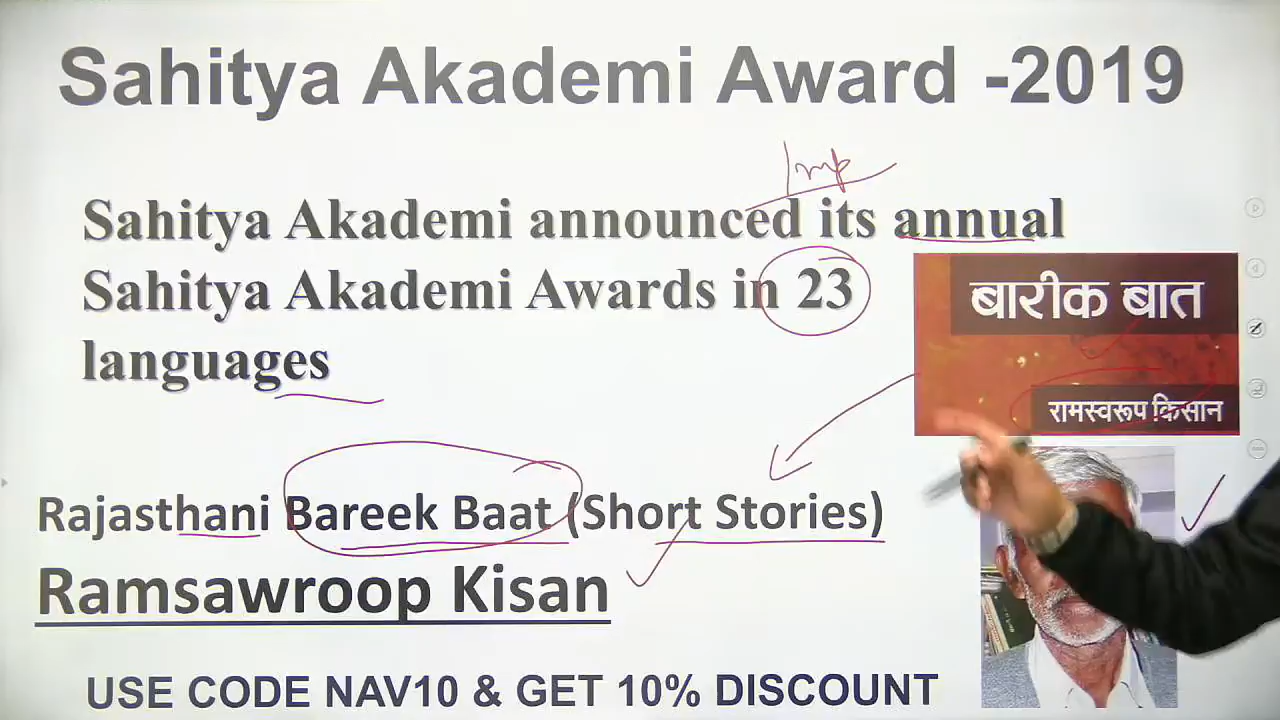 Sahitya Akademi Award -2019
Imp
Sahitya Akademi announced its annual
Sahitya Akademi Awards in 23
languages
बारीक बात
रामस्वरूप किसान
Rajasthani Bareek Baat (Short Stories)
Ramsawroop Kisan
USE CODE NAV10 & GET 10% DISCOUNT